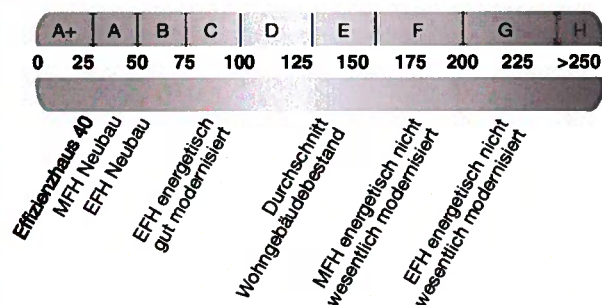 A+ A B C D E F G H
0 25 50 75 100 125 150 175 200 225 >250
Effizienzhaus 40
MFH Neubau
EFH Neubau
EFH energetisch
gut modernisiert
Durchschnitt
Wohngebäudebestand
MFH energetisch nicht
wesentlich modernisiert
EFH energetisch nicht
wesentlich modernisiert